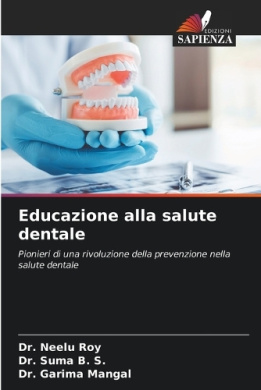 EDIZIONI
SAPIENZA
Educazione alla salute
dentale
Pionieri di una rivoluzione della prevenzione nella
salute dentale
Dr. Neelu Roy
Dr. Suma B. S.
Dr. Garima Mangal